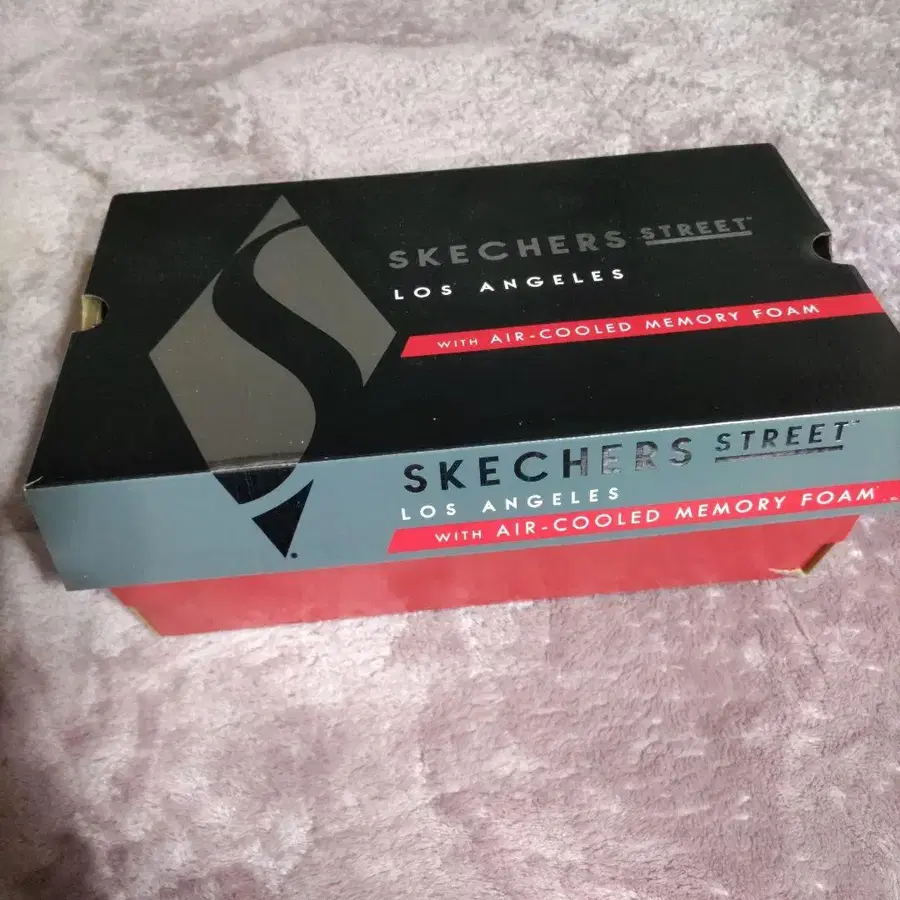 SKECHERS STREET™
LOS ANGELES
WITH AIR-COOLED MEMORY FOAM
SKECHERS STREET™
LOS ANGELES
WITH AIR-COOLED MEMORY FOAM